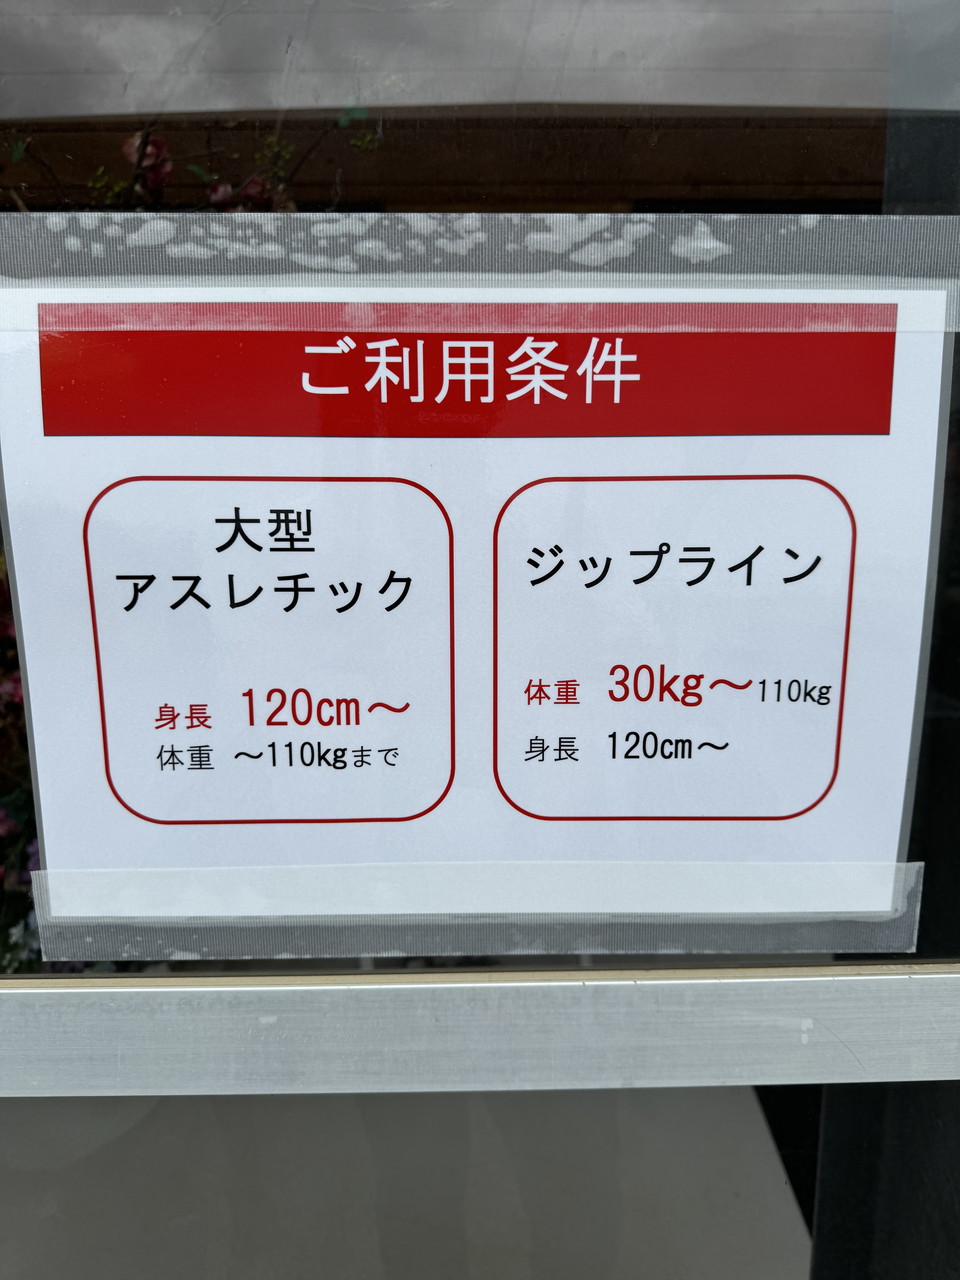 ご利用条件
大型
アスレチック
身長 120cm～
体重 ～110kgまで
ジップライン
体重 30kg～110kg
身長 120cm～